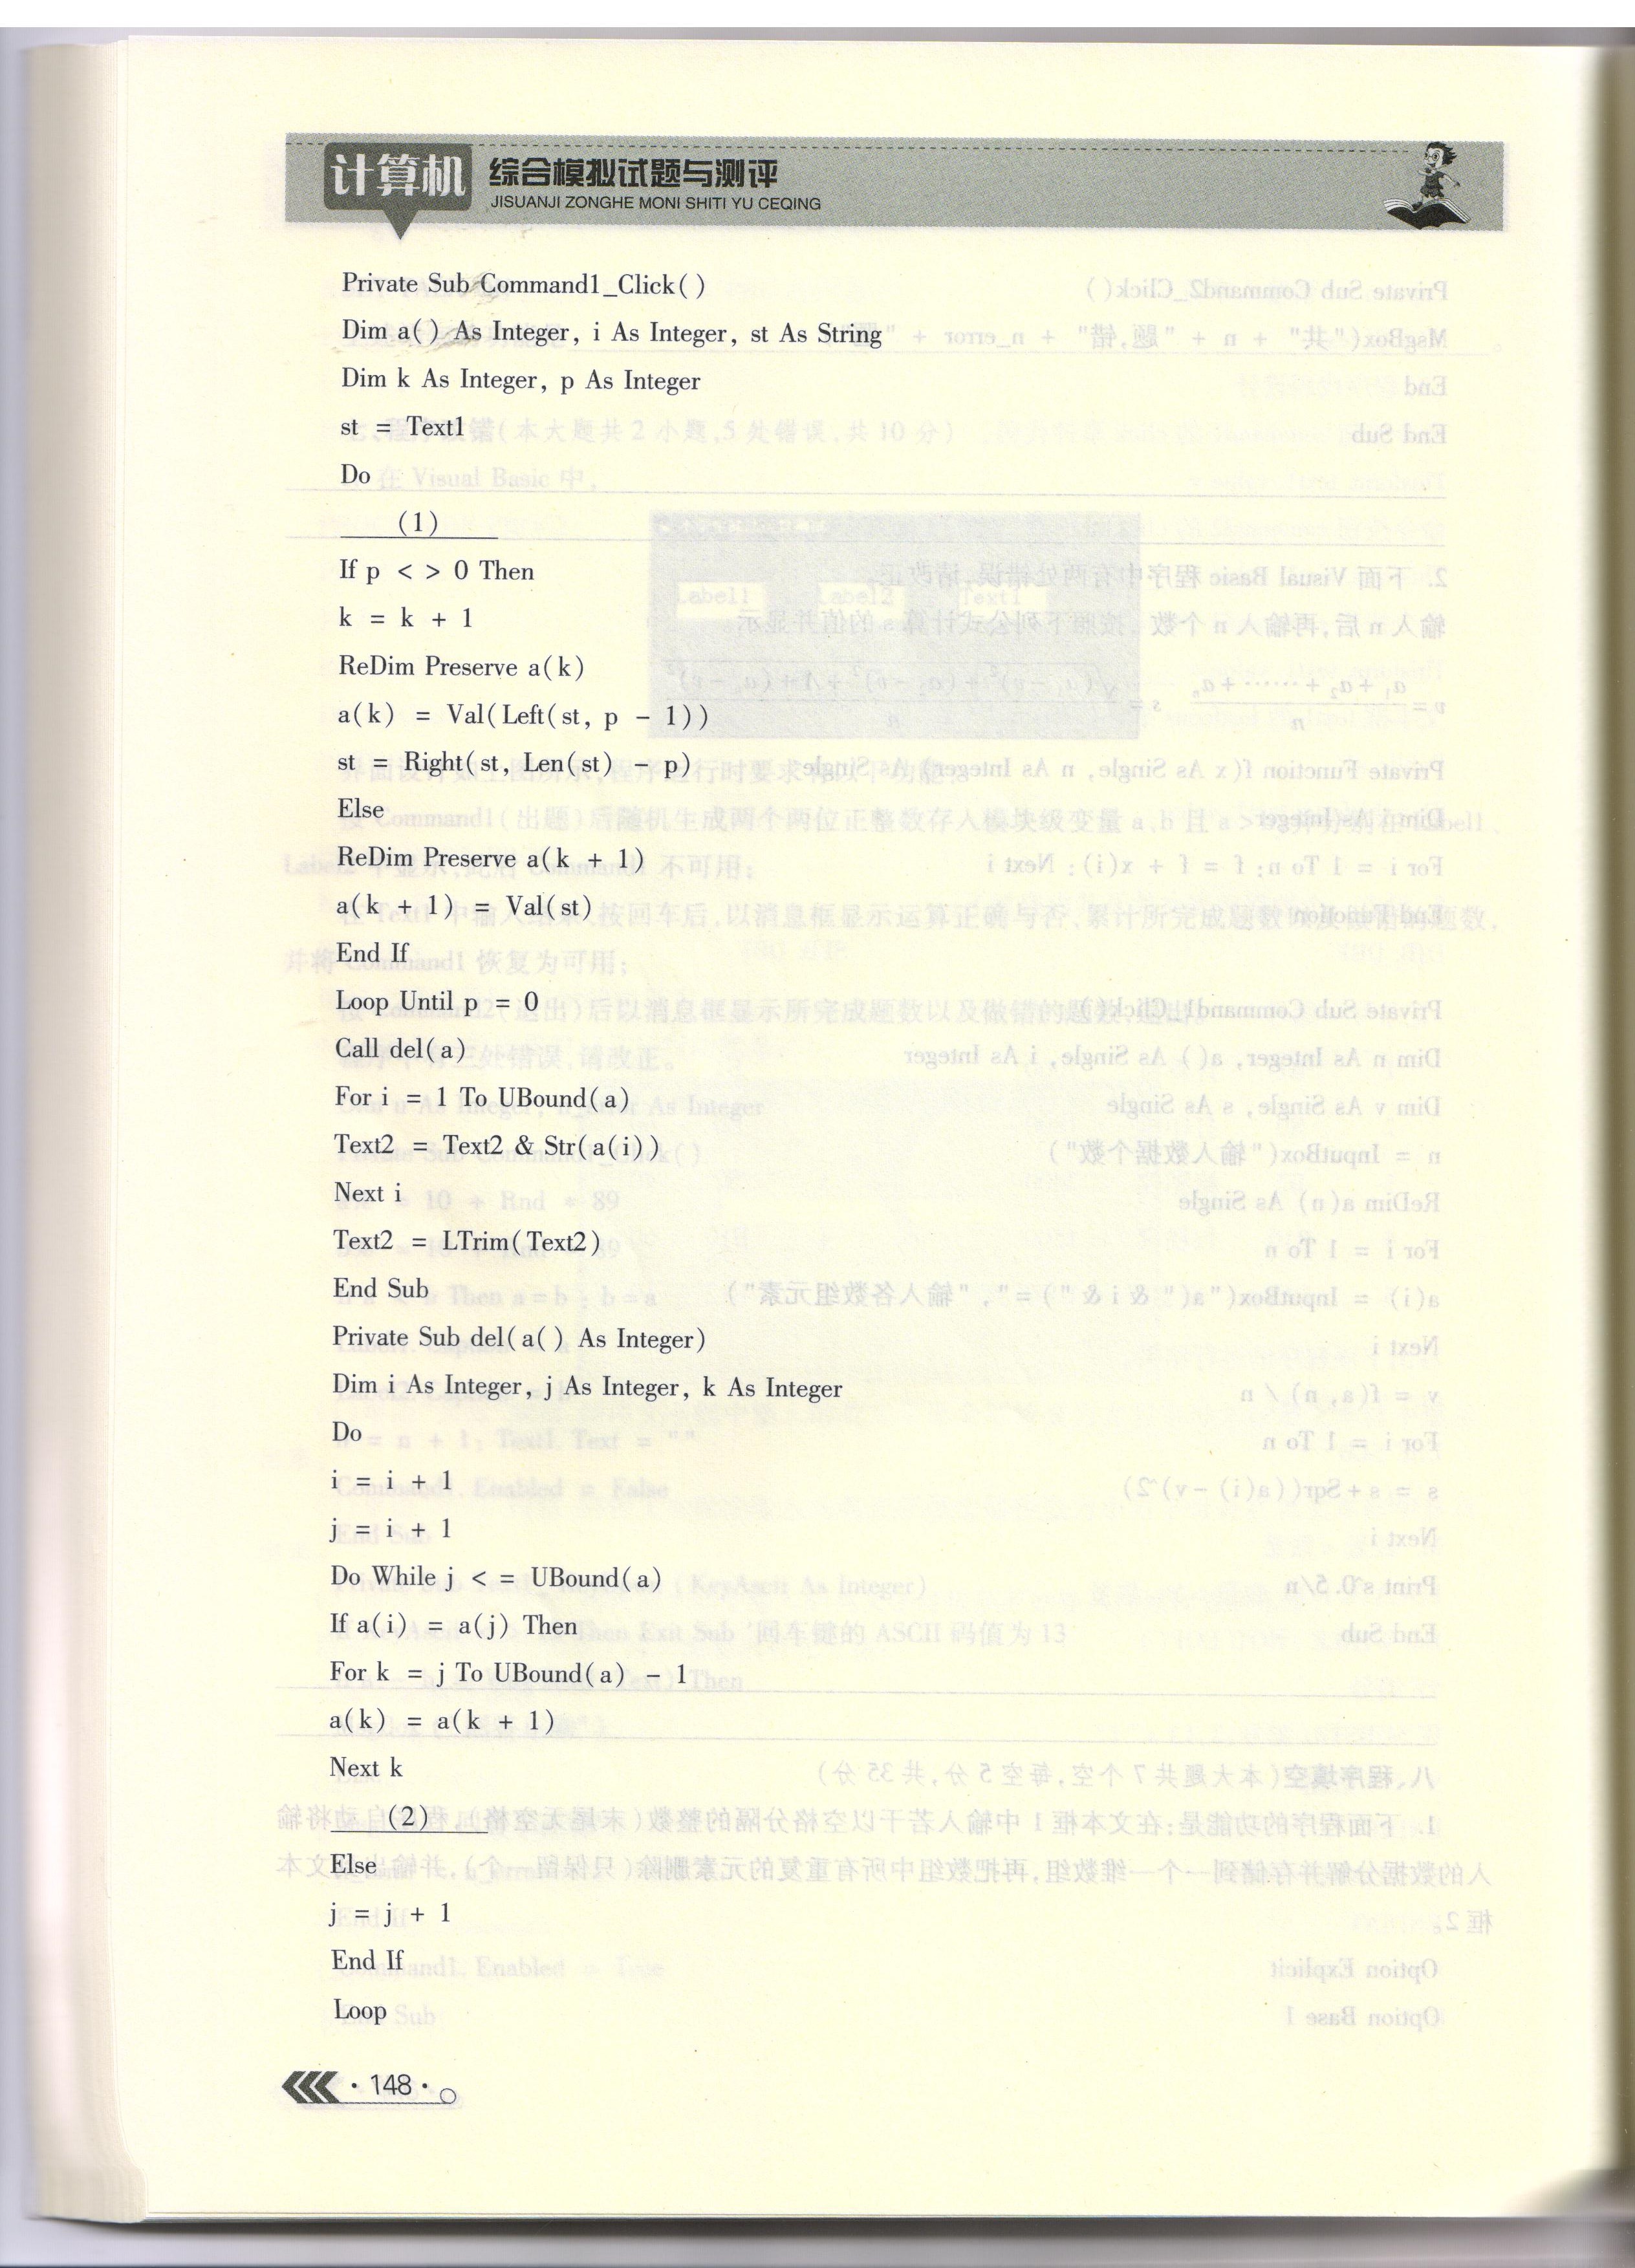 计算机 综合模拟试题与测评
JISUANJI ZONGHE MONI SHITI YU CEQING
Private Sub Command1_Click( )
Dim a( ) As Integer, i As Integer, st As String
Dim k As Integer, p As Integer
st = Text1
Do
(1)
If p < > 0 Then
k = k + 1
ReDim Preserve a(k)
a(k) = Val(Left(st, p - 1))
st = Right(st, Len(st) - p)
Else
ReDim Preserve a(k + 1)
a(k + 1) = Val(st)
End If
Loop Until p = 0
Call del(a)
For i = 1 To UBound(a)
Text2 = Text2 & Str(a(i))
Next i
Text2 = LTrim(Text2)
End Sub
Private Sub del(a( ) As Integer)
Dim i As Integer, j As Integer, k As Integer
Do
i = i + 1
j = i + 1
Do While j < = UBound(a)
If a(i) = a(j) Then
For k = j To UBound(a) - 1
a(k) = a(k + 1)
Next k
(2)
Else
j = j + 1
End If
Loop
·148·